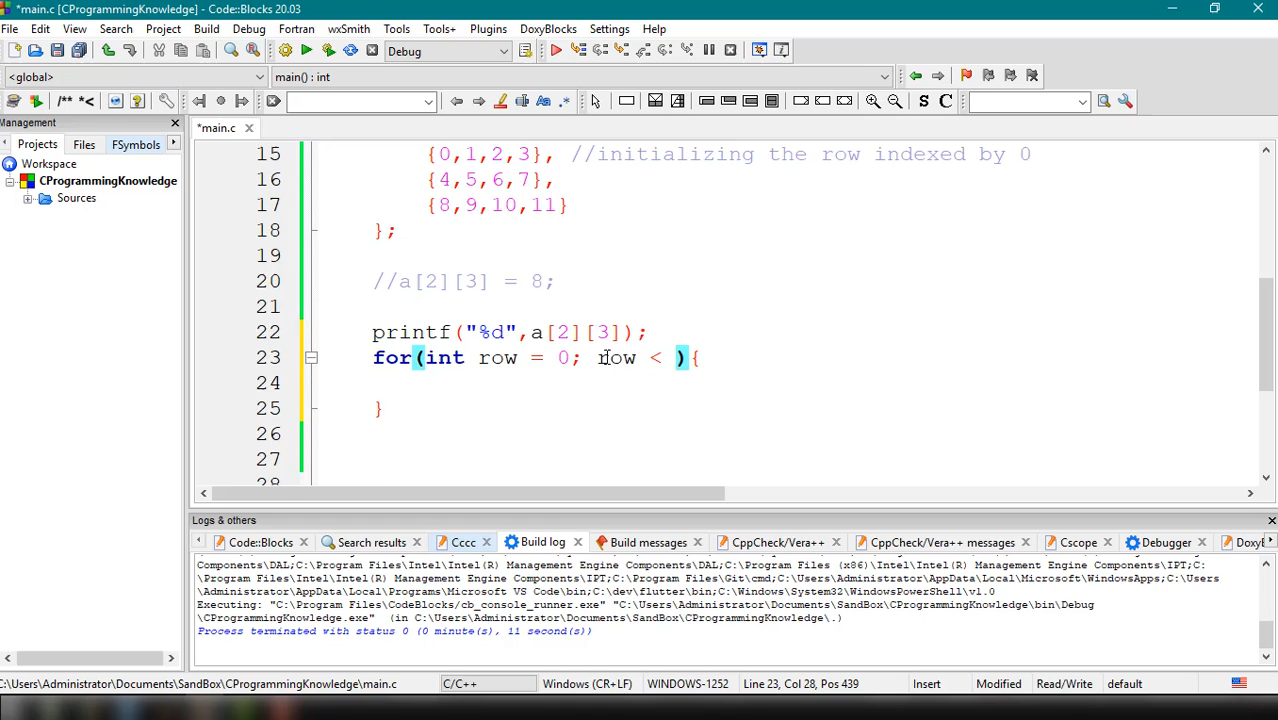 *main.c [CProgrammingKnowledge] - Code::Blocks 20.03
File Edit View Search Project Build Debug Fortran wxSmith Tools Tools+ Plugins DoxyBlocks Settings Help
Debug
<global> main() : int
/** *< S C
Management
*main.c
Projects Files FSymbols
Workspace
CProgrammingKnowledge
Sources
15 {0,1,2,3}, //initializing the row indexed by 0
16 {4,5,6,7},
17 {8,9,10,11}
18 };
19
20 //a[2][3] = 8;
21
22 printf("%d",a[2][3]);
23 for(int row = 0; row < ){
24
25 }
26
27
28
Logs & others
Code::Blocks Search results Cccc Build log Build messages CppCheck/Vera++ CppCheck/Vera++ messages Cscope Debugger DoxyB
Components\DAL;C:\Program Files (x86)\Intel\Intel(R) Management Engine Components\DAL;C:\Program Files\Intel\Intel(R) Management Engine Components\IPT;C:
\Program Files\Intel\Intel(R) Management Engine Components\IPT;C:\Program Files\Git\cmd;C:\Users\Administrator\AppData\Local\Microsoft\WindowsApps;C:\Users
\Administrator\AppData\Local\Programs\Microsoft VS Code\bin;C:\dev\flutter\bin;C:\Windows\System32\WindowsPowerShell\v1.0
Executing: "C:\Program Files\CodeBlocks/cb_console_runner.exe" "C:\Users\Administrator\Documents\SandBox\CProgrammingKnowledge\bin\Debug
\CProgrammingKnowledge.exe" (in C:\Users\Administrator\Documents\SandBox\CProgrammingKnowledge\.)
Process terminated with status 0 (0 minute(s), 11 second(s))
C:\Users\Administrator\Documents\SandBox\CProgrammingKnowledge\main.c C/C++ Windows (CR+LF) WINDOWS-1252 Line 23, Col 28, Pos 439 Insert Modified Read/Write default